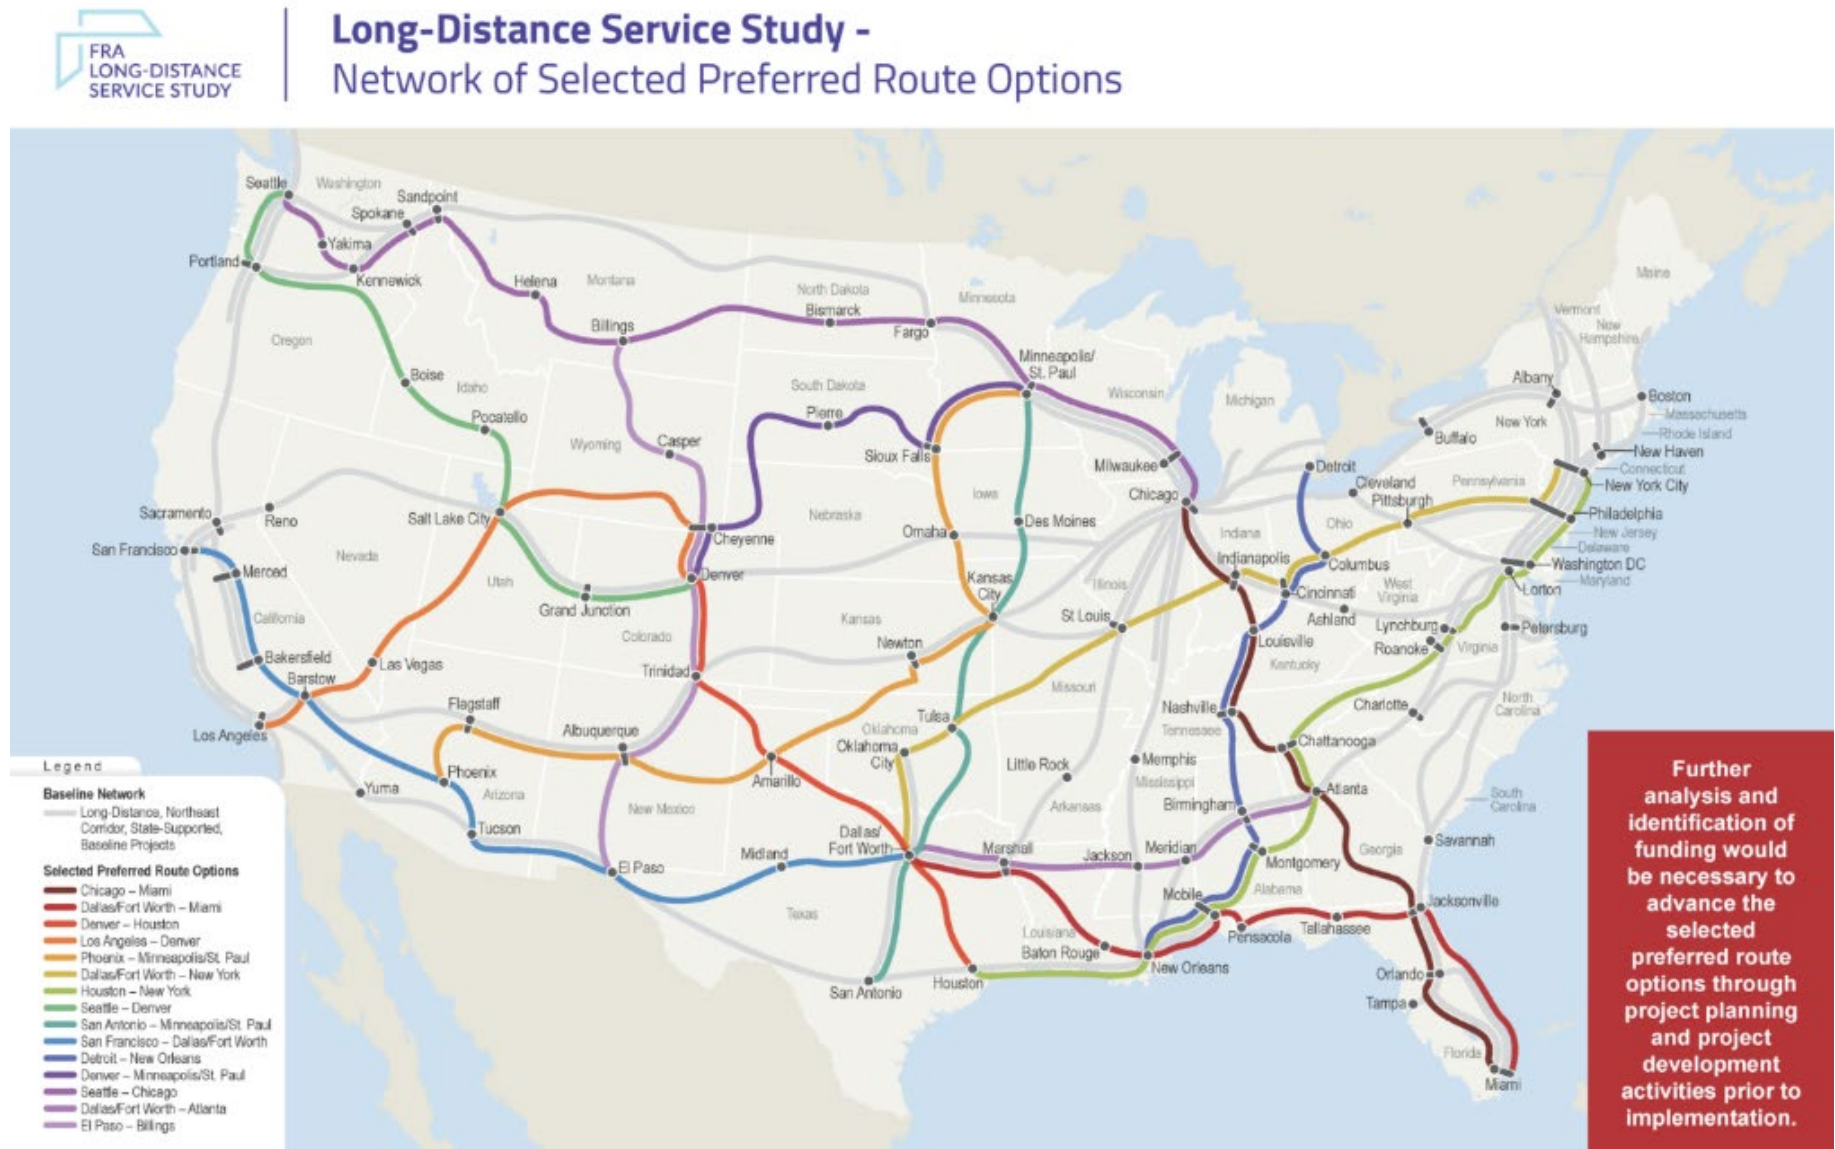 FRA
LONG-DISTANCE
SERVICE STUDY
Long-Distance Service Study -
Network of Selected Preferred Route Options
Seattle
Washington
Sandpoint
Spokane
Yakima
Portland
Kennewick
Helena
Montana
North Dakota
Bismarck
Minnesota
Fargo
Billings
Oregon
Maine
Vermont
New
Hampshire
Minneapolis/
St. Paul
Boise
Idaho
South Dakota
Pierre
Wisconsin
Michigan
Albany
New York
Boston
Massachusetts
Rhode Island
Pocatello
Wyoming
Casper
Sioux Falls
Milwaukee
Detroit
Buffalo
New Haven
Connecticut
New York City
Cleveland
Pittsburgh
Pennsylvania
Iowa
Chicago
Sacramento
Reno
Salt Lake City
Nebraska
Omaha
Des Moines
Cheyenne
Indiana
Ohio
Philadelphia
New Jersey
Delaware
San Francisco
Nevada
Merced
Utah
Denver
Grand Junction
Kansas
City
Illinois
Indianapolis
Columbus
Washington DC
Maryland
Cincinnati
West
Virginia
Lorton
California
Colorado
Kansas
Newton
St Louis
Ashland
Lynchburg
Petersburg
Louisville
Roanoke
Virginia
Kentucky
Bakersfield
Las Vegas
Barstow
Trinidad
Missouri
Flagstaff
Los Angeles
Albuquerque
Tulsa
Oklahoma
Oklahoma
City
Nashville
Tennessee
Charlotte
North
Carolina
Chattanooga
Phoenix
Arizona
Yuma
New Mexico
Amarillo
Little Rock
Memphis
Mississippi
Arkansas
Birmingham
Atlanta
South
Carolina
Tucson
El Paso
Midland
Dallas/
Fort Worth
Marshall
Jackson
Meridian
Montgomery
Georgia
Savannah
Alabama
Mobile
Jacksonville
Texas
Louisiana
Baton Rouge
Pensacola
Tallahassee
New Orleans
San Antonio
Houston
Orlando
Tampa
Florida
Miami
Legend
Baseline Network
Long-Distance, Northeast
Corridor, State-Supported,
Baseline Projects
Selected Preferred Route Options
Chicago – Miami
Dallas/Fort Worth – Miami
Denver – Houston
Los Angeles – Denver
Phoenix – Minneapolis/St. Paul
Dallas/Fort Worth – New York
Houston – New York
Seattle – Denver
San Antonio – Minneapolis/St. Paul
San Francisco – Dallas/Fort Worth
Detroit – New Orleans
Denver – Minneapolis/St. Paul
Seattle – Chicago
Dallas/Fort Worth – Atlanta
El Paso – Billings
Further
analysis and
identification of
funding would
be necessary to
advance the
selected
preferred route
options through
project planning
and project
development
activities prior to
implementation.